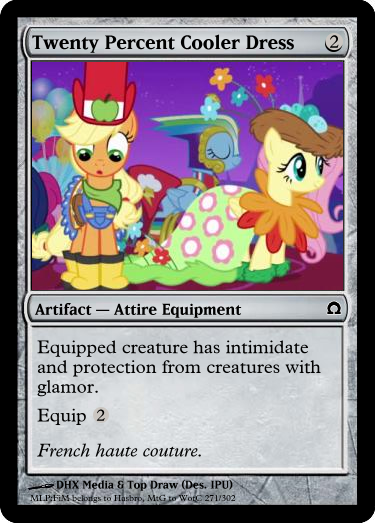 Twenty Percent Cooler Dress 2
Artifact — Attire Equipment Ω
Equipped creature has intimidate
and protection from creatures with
glamor.
Equip 2
French haute couture.
DHX Media & Top Draw (Des. IPU)
MLP:FiM belongs to Hasbro, MtG to WotC 271/302